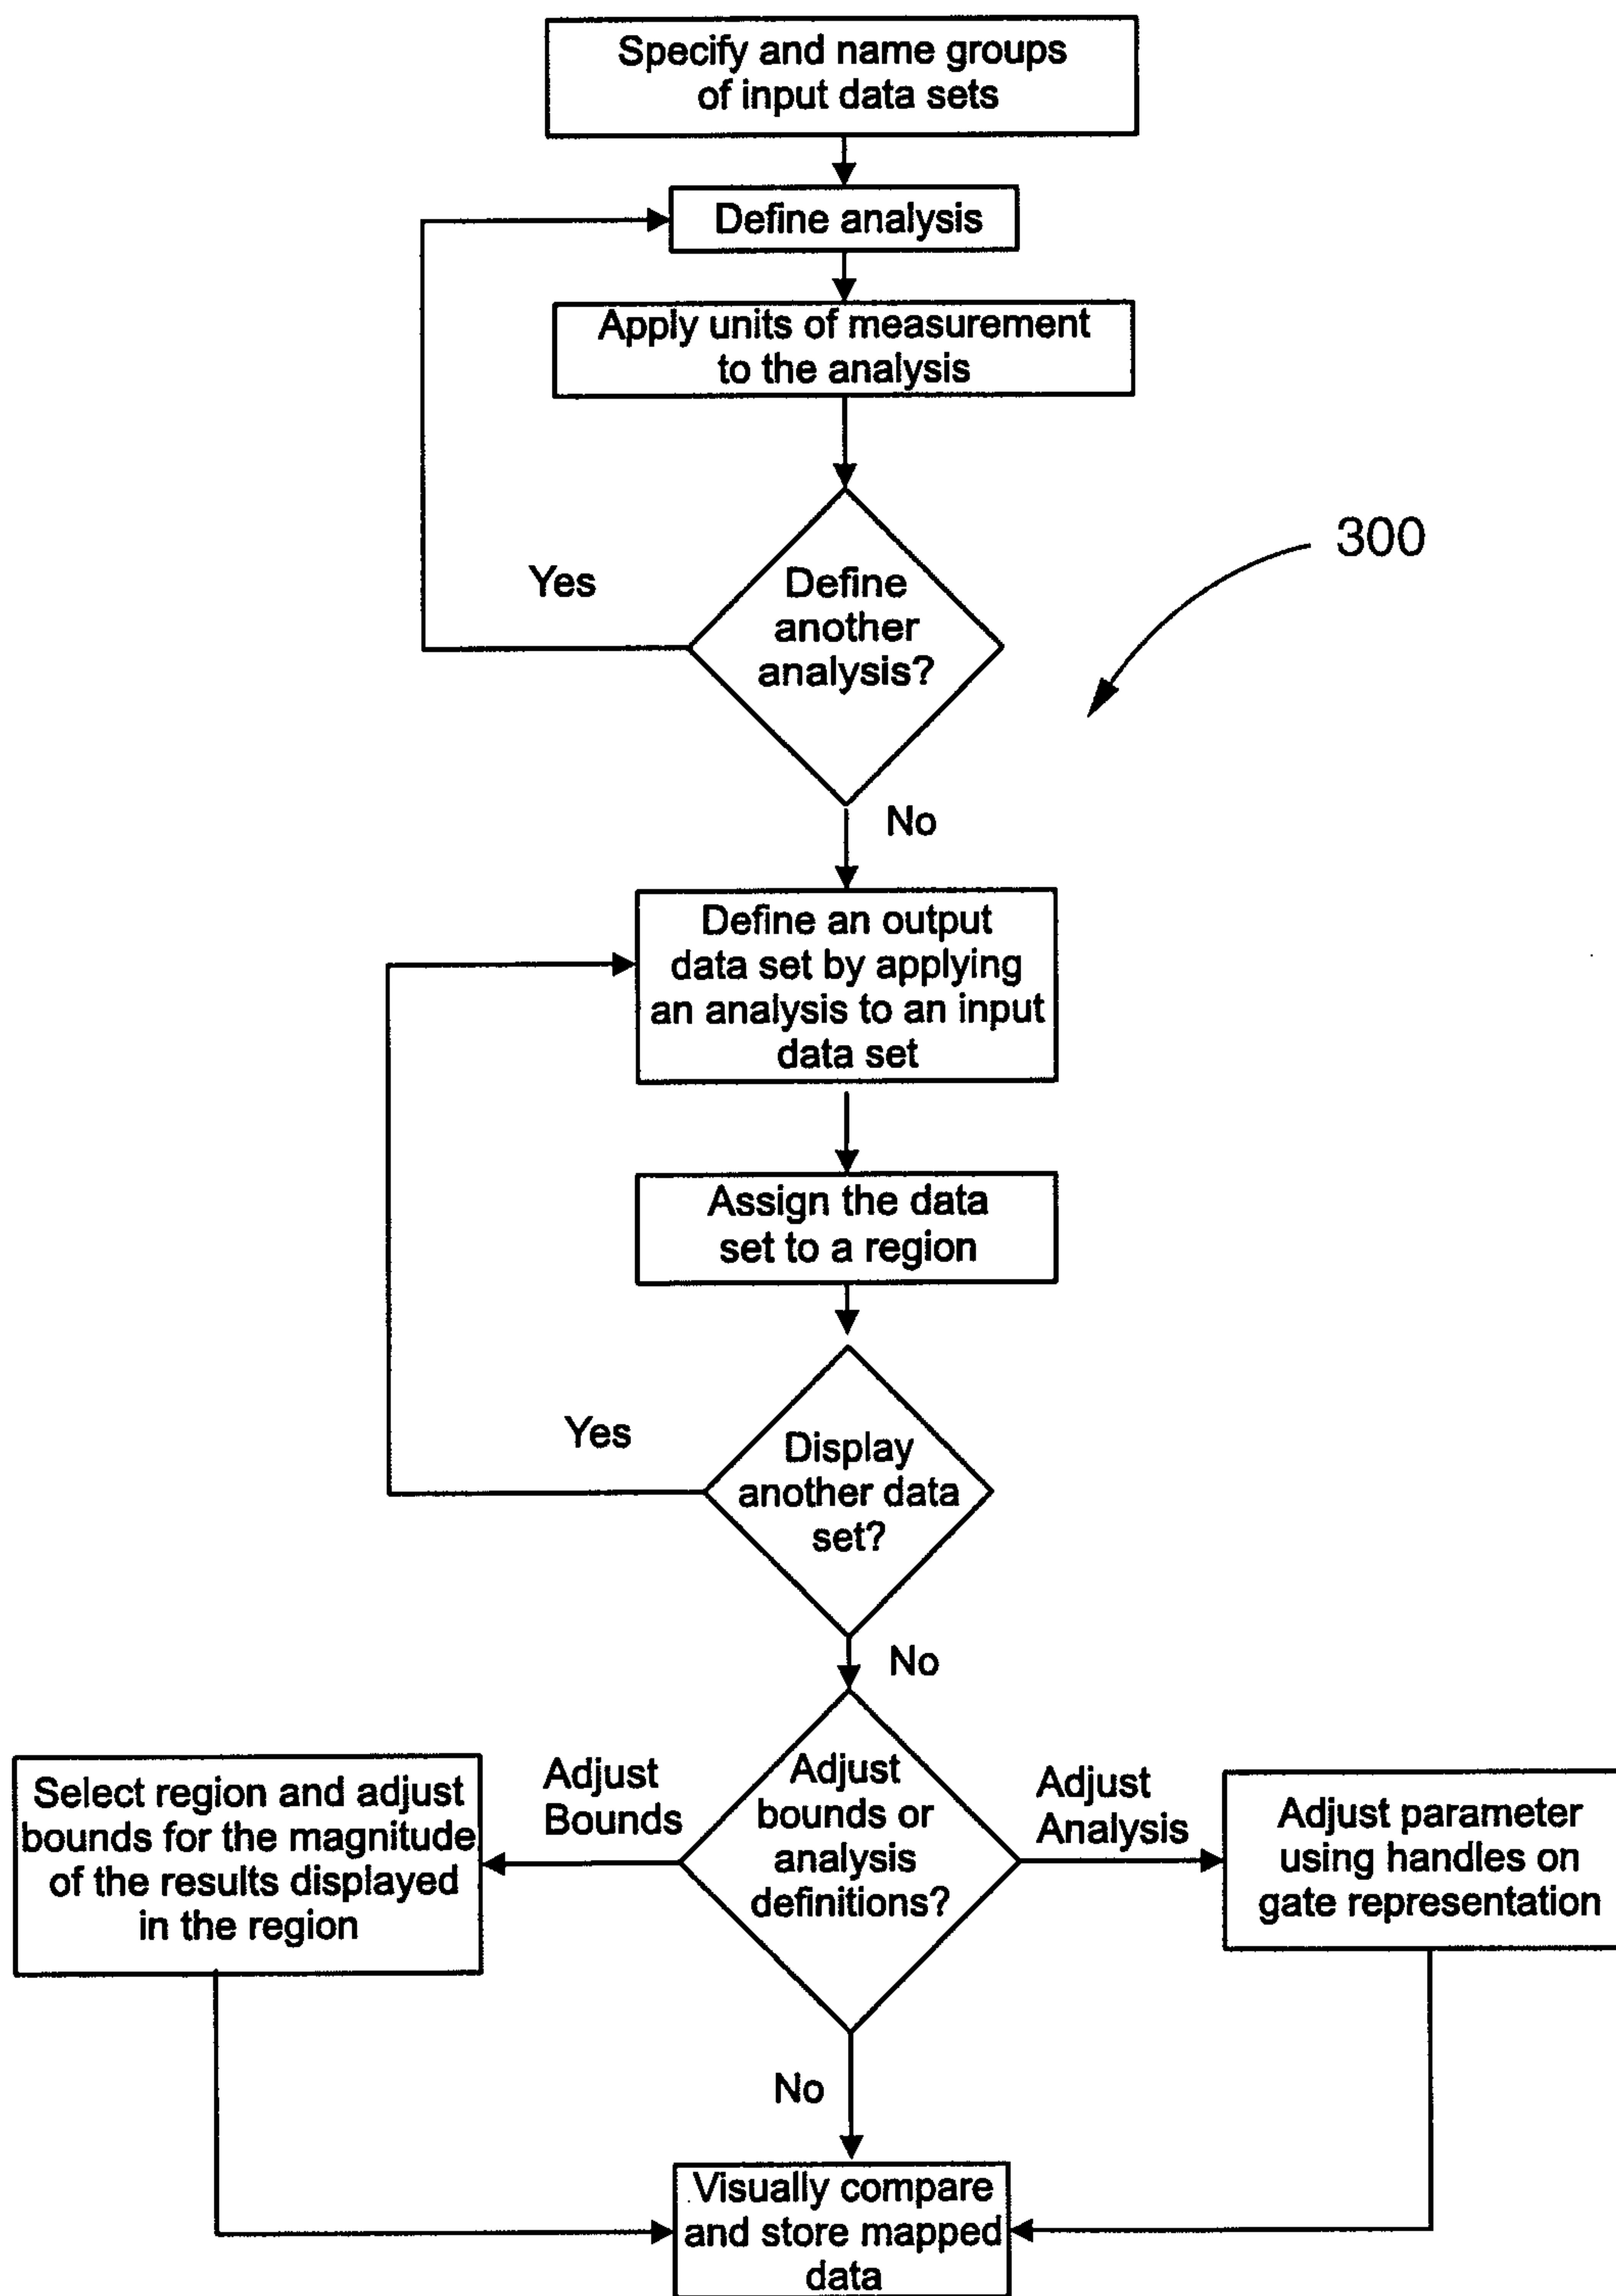 Specify and name groups
of input data sets
Define analysis
Apply units of measurement
to the analysis
300
Yes
Define
another
analysis?
No
Define an output
data set by applying
an analysis to an input
data set
Assign the data
set to a region
Yes
Display
another data
set?
No
Select region and adjust
bounds for the magnitude
of the results displayed
in the region
Adjust
Bounds
Adjust
bounds or
analysis
definitions?
Adjust
Analysis
Adjust parameter
using handles on
gate representation
No
Visually compare
and store mapped
data